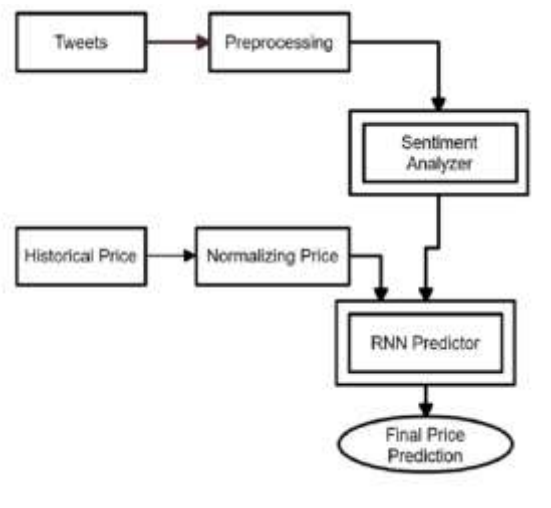 Tweets
Preprocessing
Sentiment
Analyzer
Historical Price
Normalizing Price
RNN Predictor
Final Price
Prediction